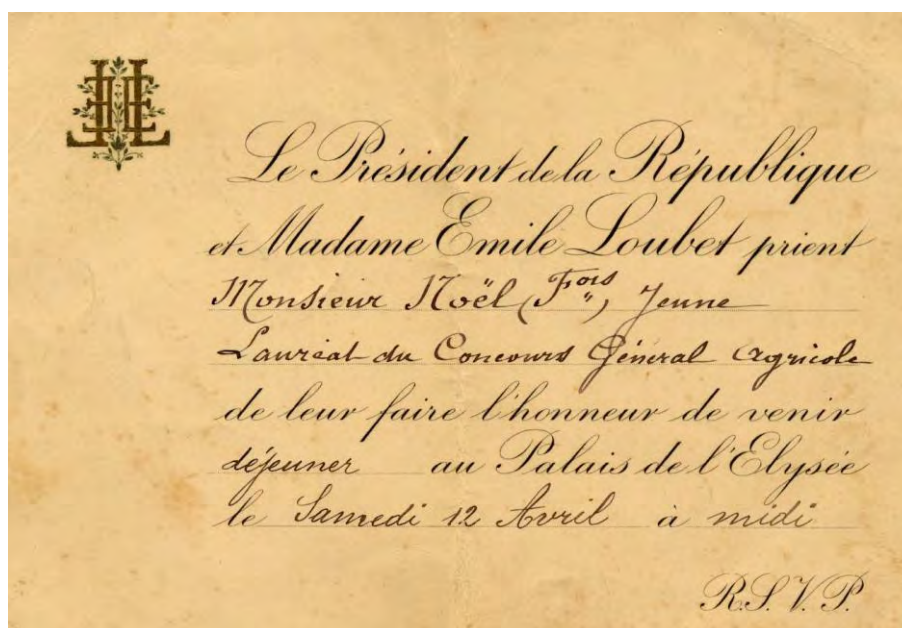 EL
Le Président de la République
et Madame Emile Loubet prient
Monsieur Noël (Fois), Jeune
Lauréat du Concours Général Agricole
de leur faire l'honneur de venir
déjeuner au Palais de l'Elysée
le Samedi 12 Avril à midi
R.S.V.P.